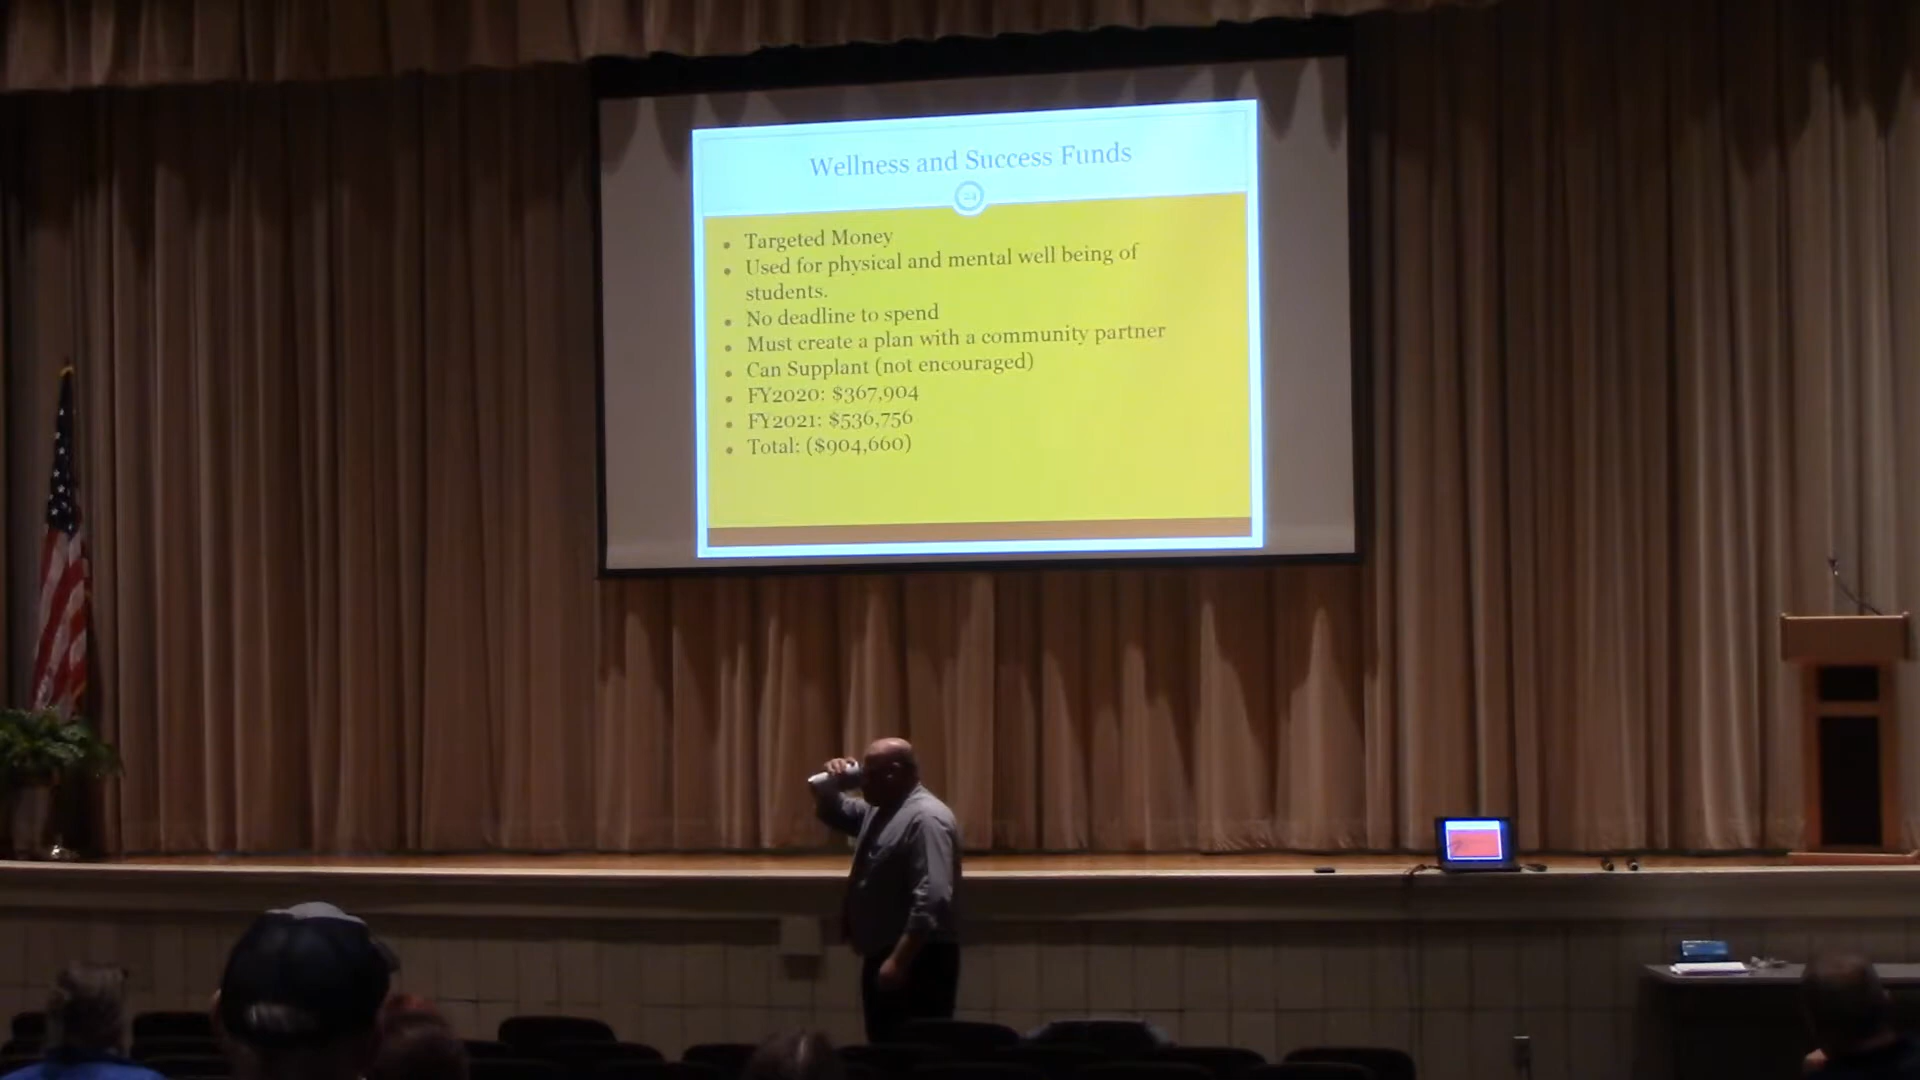 Wellness and Success Funds
24
• Targeted Money
• Used for physical and mental well being of
students.
• No deadline to spend
• Must create a plan with a community partner
• Can Supplant (not encouraged)
• FY2020: $367,904
• FY2021: $536,756
• Total: ($904,660)